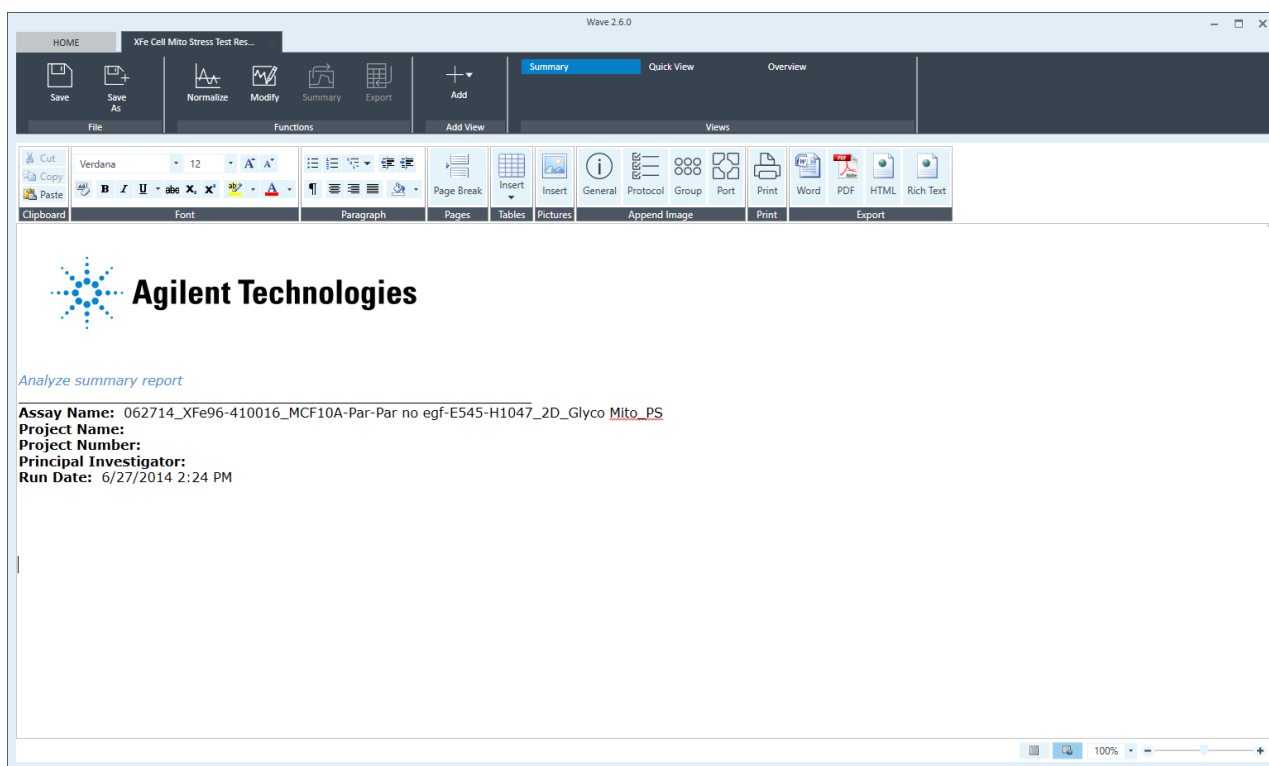 Wave 2.6.0
HOME
XFe Cell Mito Stress Test Res...
Save
Save As
Normalize
Modify
Summary
Export
Add
Summary
Quick View
Overview
File
Functions
Add View
Views
Cut
Copy
Paste
Verdana
12
A A
B I U abc X, X² ab A
¶
Page Break
Insert
Insert
General
Protocol
Group
Port
Print
Word
PDF
HTML
Rich Text
Clipboard
Font
Paragraph
Pages
Tables
Pictures
Append Image
Print
Export
Agilent Technologies
Analyze summary report
Assay Name: 062714_XFe96-410016_MCF10A-Par-Par no egf-E545-H1047_2D_Glyco Mito_PS
Project Name:
Project Number:
Principal Investigator:
Run Date: 6/27/2014 2:24 PM
100%